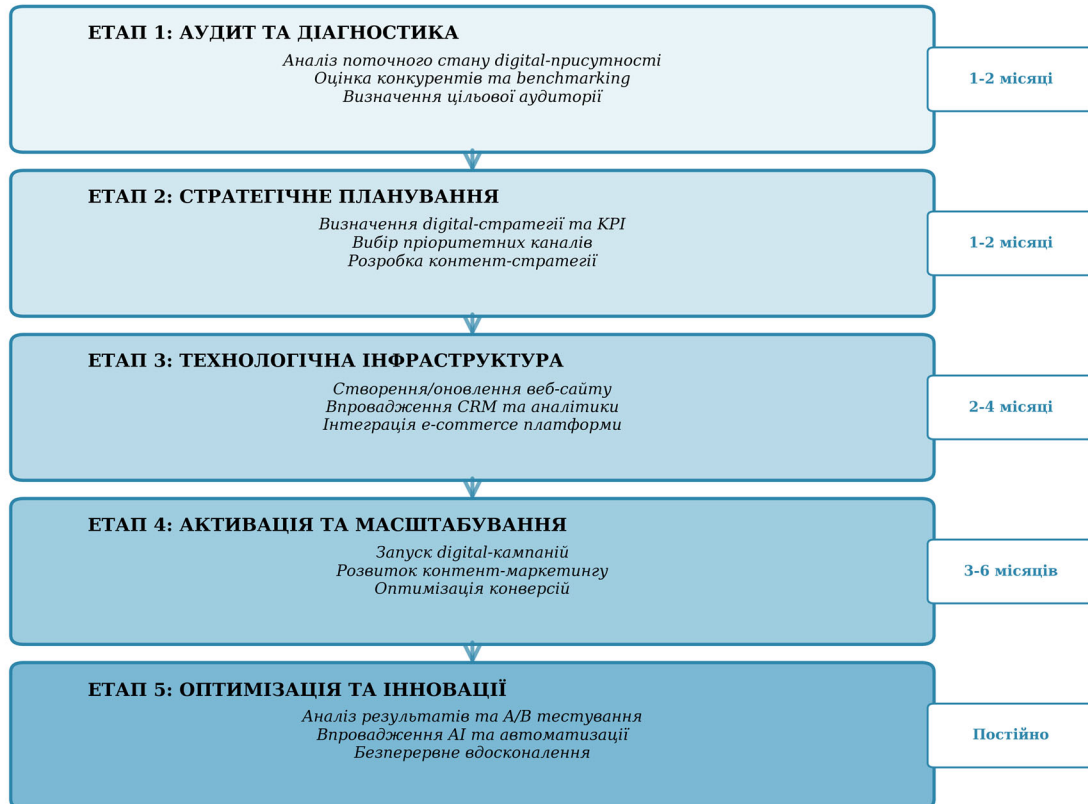 ЕТАП 1: АУДИТ ТА ДІАГНОСТИКА
Аналіз поточного стану digital-присутності
Оцінка конкурентів та benchmarking
Визначення цільової аудиторії
1-2 місяці
ЕТАП 2: СТРАТЕГІЧНЕ ПЛАНУВАННЯ
Визначення digital-стратегії та KPI
Вибір пріоритетних каналів
Розробка контент-стратегії
1-2 місяці
ЕТАП 3: ТЕХНОЛОГІЧНА ІНФРАСТРУКТУРА
Створення/оновлення веб-сайту
Впровадження CRM та аналітики
Інтеграція e-commerce платформи
2-4 місяці
ЕТАП 4: АКТИВАЦІЯ ТА МАСШТАБУВАННЯ
Запуск digital-кампаній
Розвиток контент-маркетингу
Оптимізація конверсій
3-6 місяців
ЕТАП 5: ОПТИМІЗАЦІЯ ТА ІННОВАЦІЇ
Аналіз результатів та A/B тестування
Впровадження AI та автоматизації
Безперервне вдосконалення
Постійно